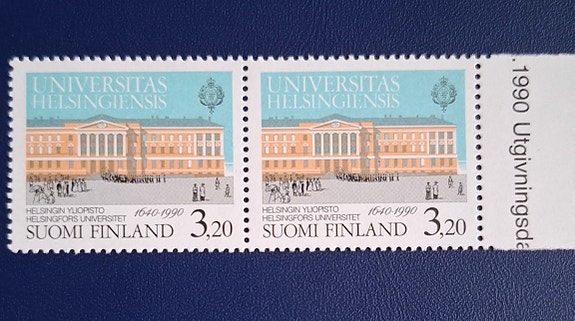 UNIVERSITAS
HELSINGIENSIS
HELSINGIN YLIOPISTO
HELSINGFORS UNIVERSITET
1640-1990
SUOMI FINLAND
3,20
UNIVERSITAS
HELSINGIENSIS
HELSINGIN YLIOPISTO
HELSINGFORS UNIVERSITET
1640-1990
SUOMI FINLAND
3,20
.1990 Utgivningsda